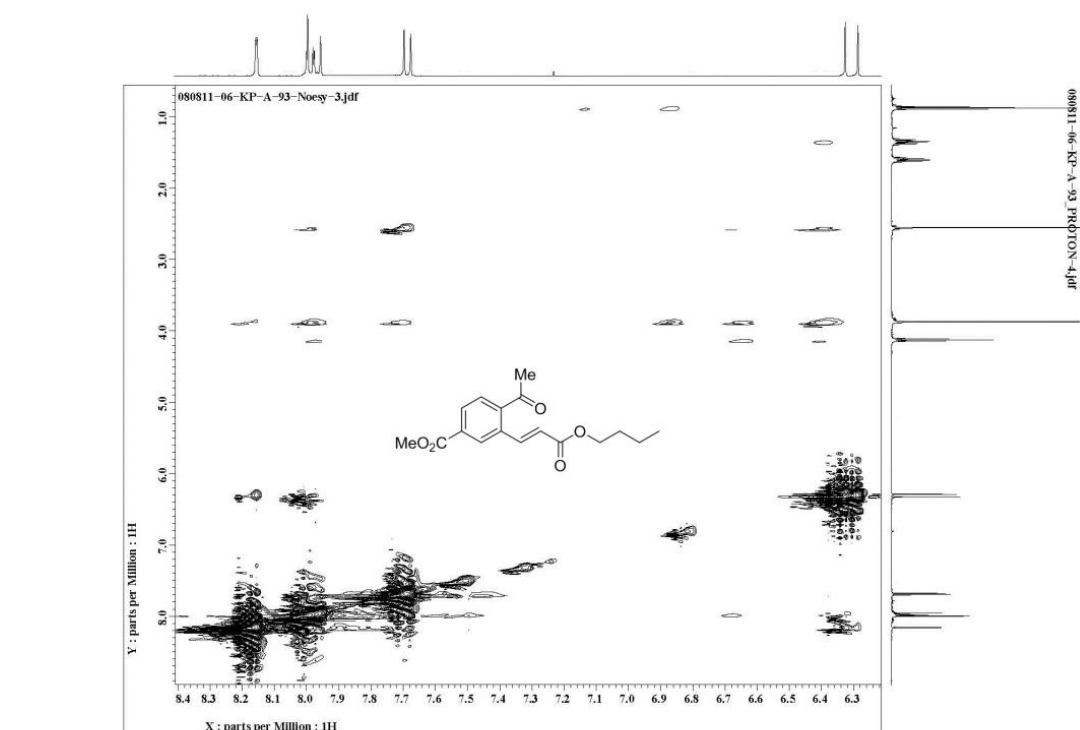 080811-06-KP-A-93-Noesy-3.jdf
080811-06-KP-A-93_PROTON-4.jdf
1.0
2.0
3.0
4.0
5.0
6.0
7.0
8.0
Y : parts per Million : 1H
Me
O
MeO2C
O
O
8.4 8.3 8.2 8.1 8.0 7.9 7.8 7.7 7.6 7.5 7.4 7.3 7.2 7.1 7.0 6.9 6.8 6.7 6.6 6.5 6.4 6.3
X : parts per Million : 1H